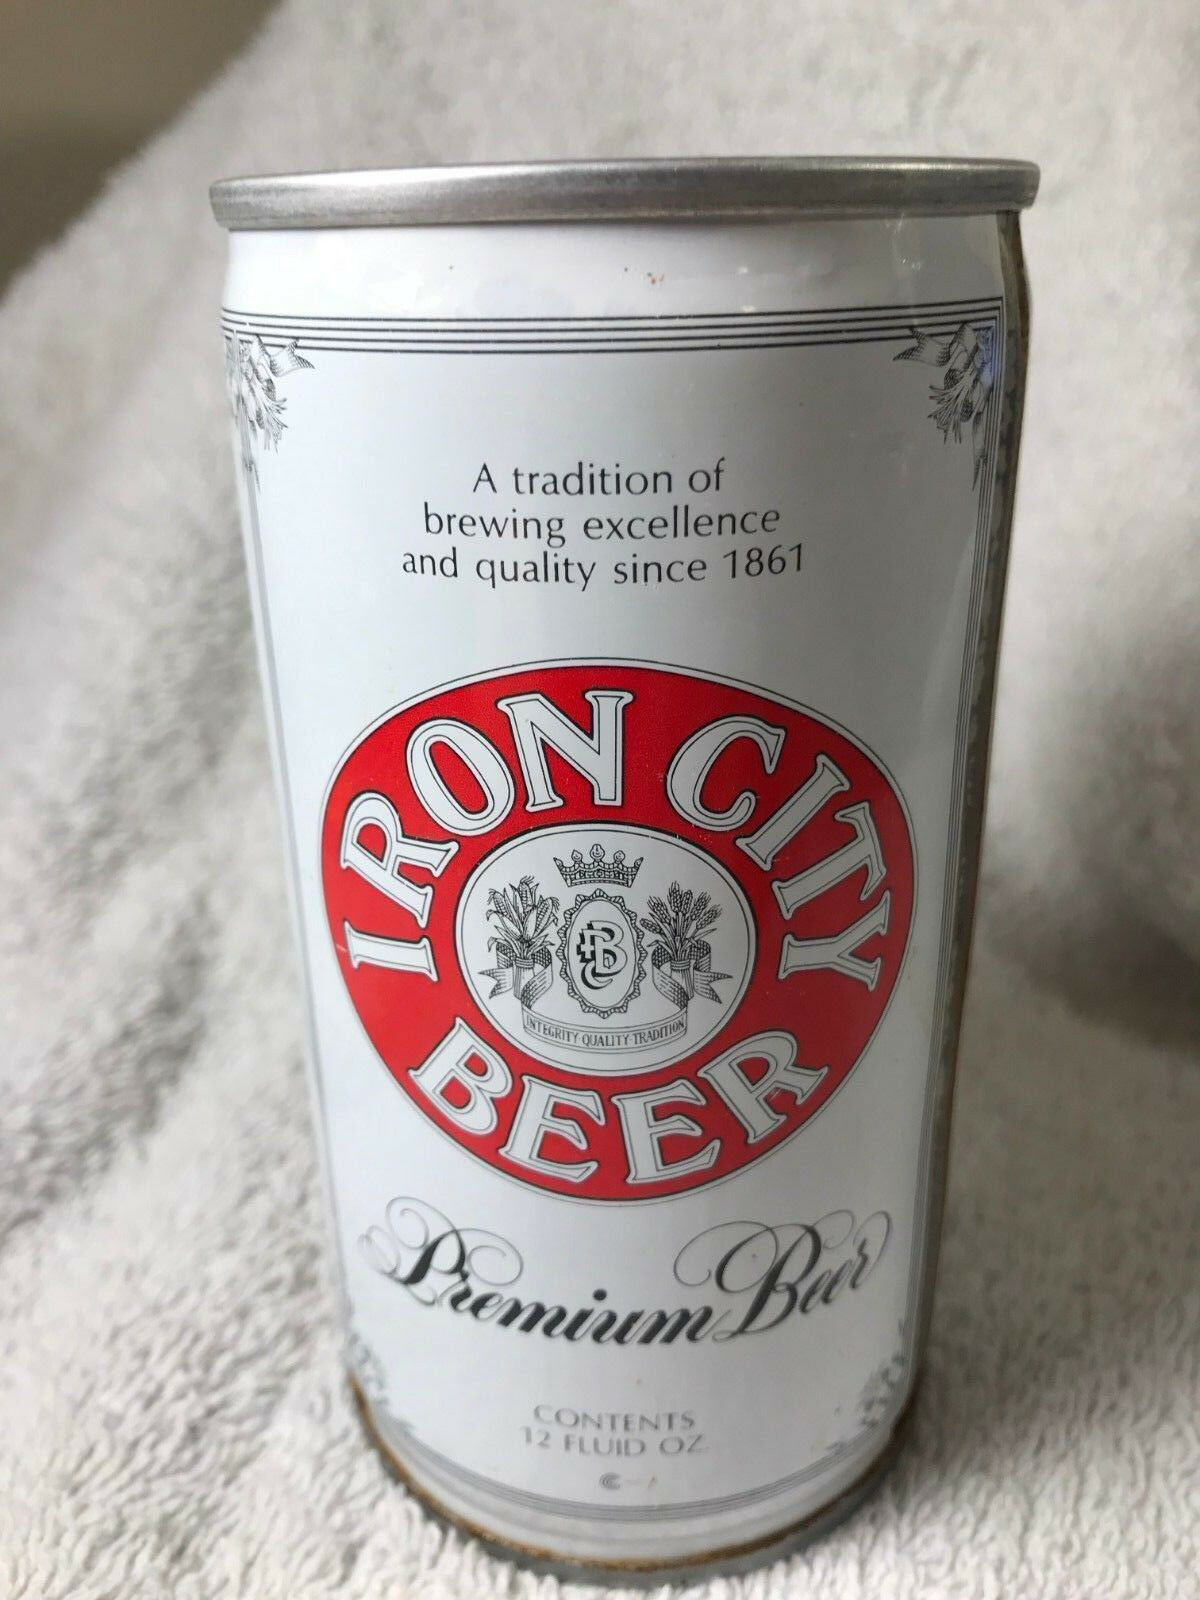 A tradition of
brewing excellence
and quality since 1861
IRON CITY
PBC
INTEGRITY·QUALITY·TRADITION
BEER
Premium Beer
CONTENTS
12 FLUID OZ.